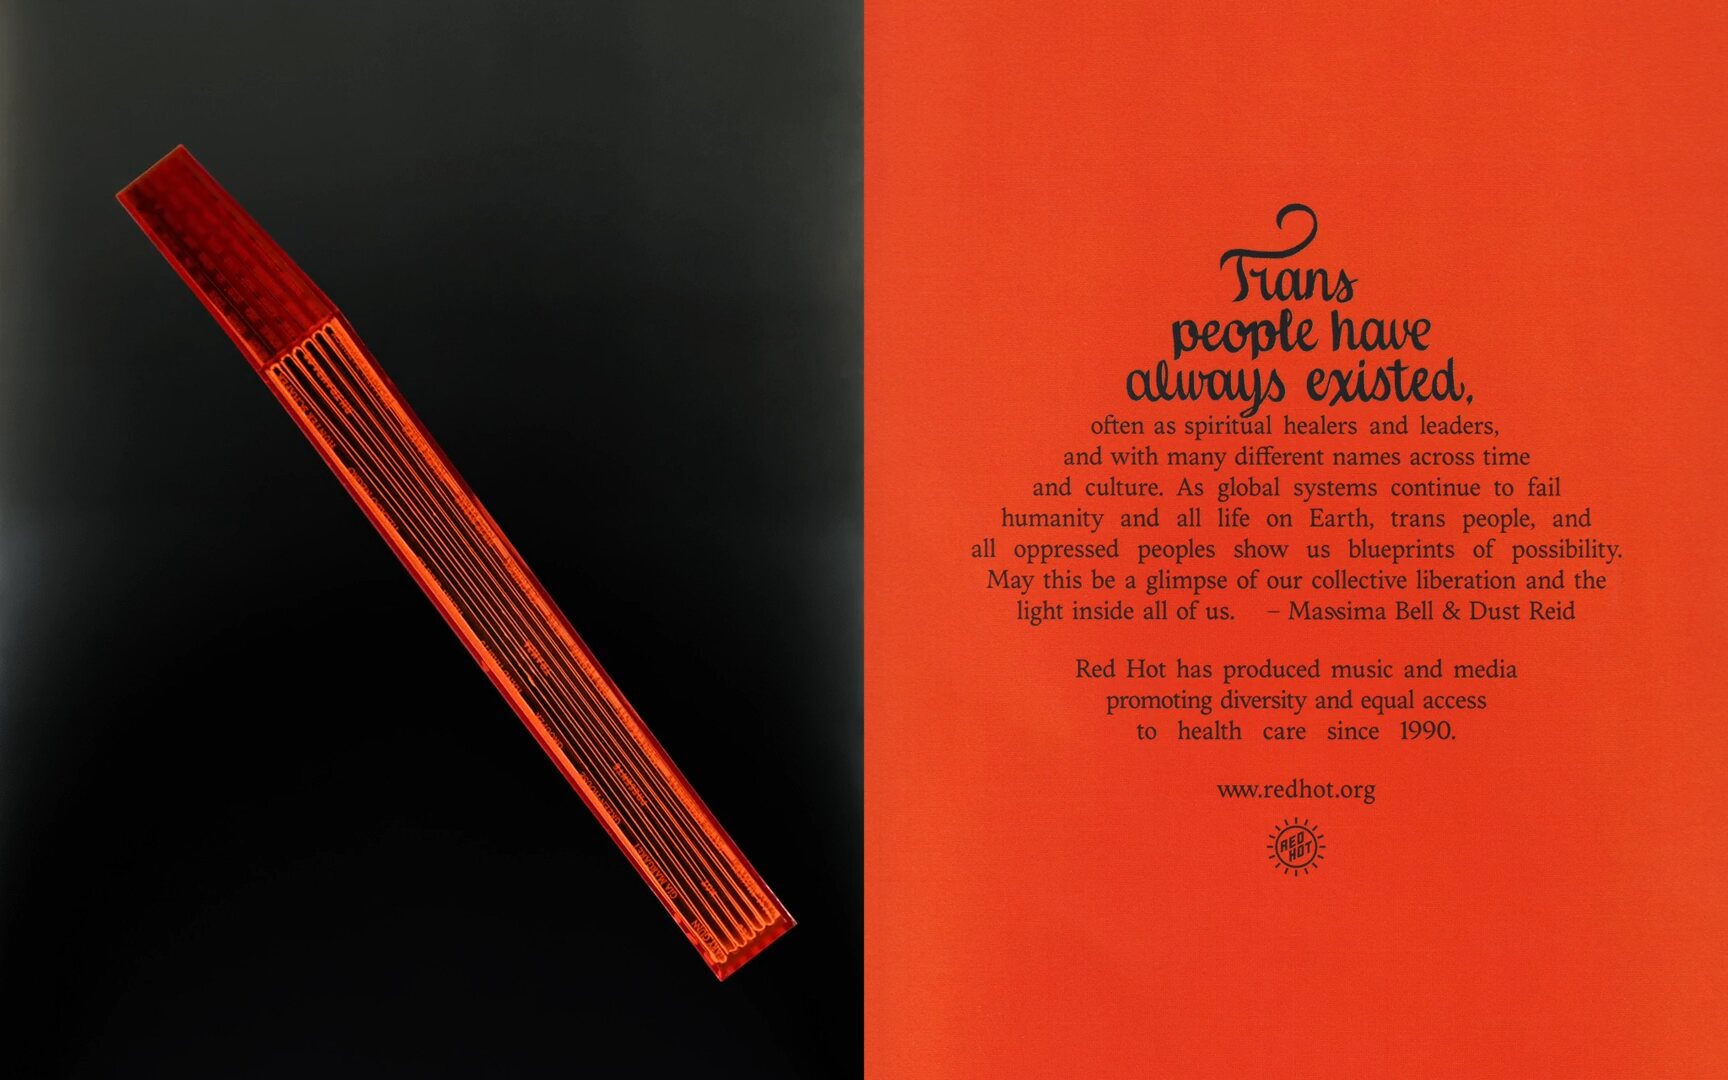 GIA MARGARET
Trans
people have
always existed,
often as spiritual healers and leaders,
and with many different names across time
and culture. As global systems continue to fail
humanity and all life on Earth, trans people, and
all oppressed peoples show us blueprints of possibility.
May this be a glimpse of our collective liberation and the
light inside all of us. – Massima Bell & Dust Reid
Red Hot has produced music and media
promoting diversity and equal access
to health care since 1990.
www.redhot.org
RED
HOT